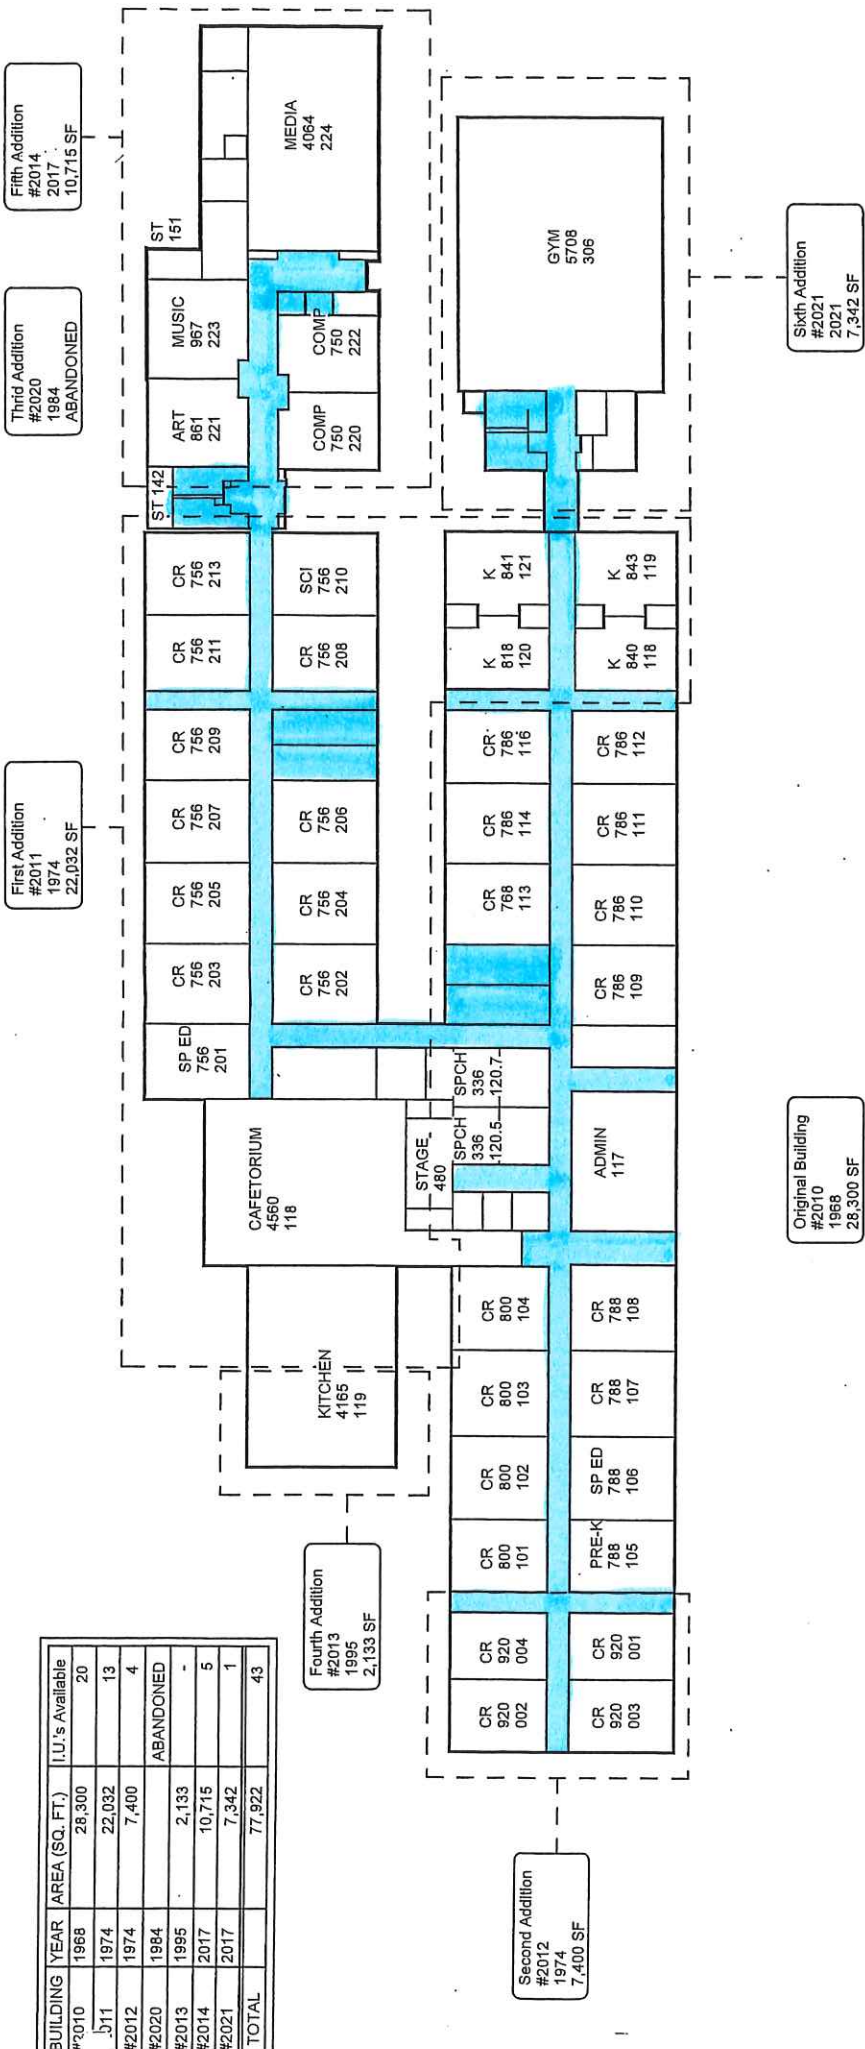 Fifth Addition
#2014
2017
10,715 SF
Thrid Addition
#2020
1984
ABANDONED
First Addition
#2011
1974
22,032 SF
Sixth Addition
#2021
2021
7,342 SF
Original Building
#2010
1968
28,300 SF
Fourth Addition
#2013
1995
2,133 SF
Second Addition
#2012
1974
7,400 SF
ST
151
MEDIA
4064
224
MUSIC
967
223
COMP
750
222
ART
861
221
COMP
750
220
ST 142
GYM
5708
306
CR
756
213
SCI
756
210
CR
756
211
CR
756
208
CR
756
209
CR
756
207
CR
756
206
CR
756
205
CR
756
204
CR
756
203
CR
756
202
SP ED
756
201
K
841
121
K
843
119
K
818
120
K
840
118
CR
786
116
CR
786
112
CR
786
114
CR
786
111
CR
768
113
CR
786
110
CR
786
109
CAFETORIUM
4560
118
STAGE
480
SPCH
336
120.7
SPCH
336
120.5
ADMIN
117
KITCHEN
4165
119
CR
800
104
CR
788
108
CR
800
103
CR
788
107
CR
800
102
SP ED
788
106
CR
800
101
PRE-K
788
105
CR
920
004
CR
920
001
CR
920
002
CR
920
003
BUILDING YEAR AREA (SQ. FT.) I.U.'s Available
#2010 1968 28,300 20
011 1974 22,032 13
#2012 1974 7,400 4
#2020 1984 ABANDONED
#2013 1995 2,133 -
#2014 2017 10,715 5
#2021 2017 7,342 1
TOTAL 77,922 43